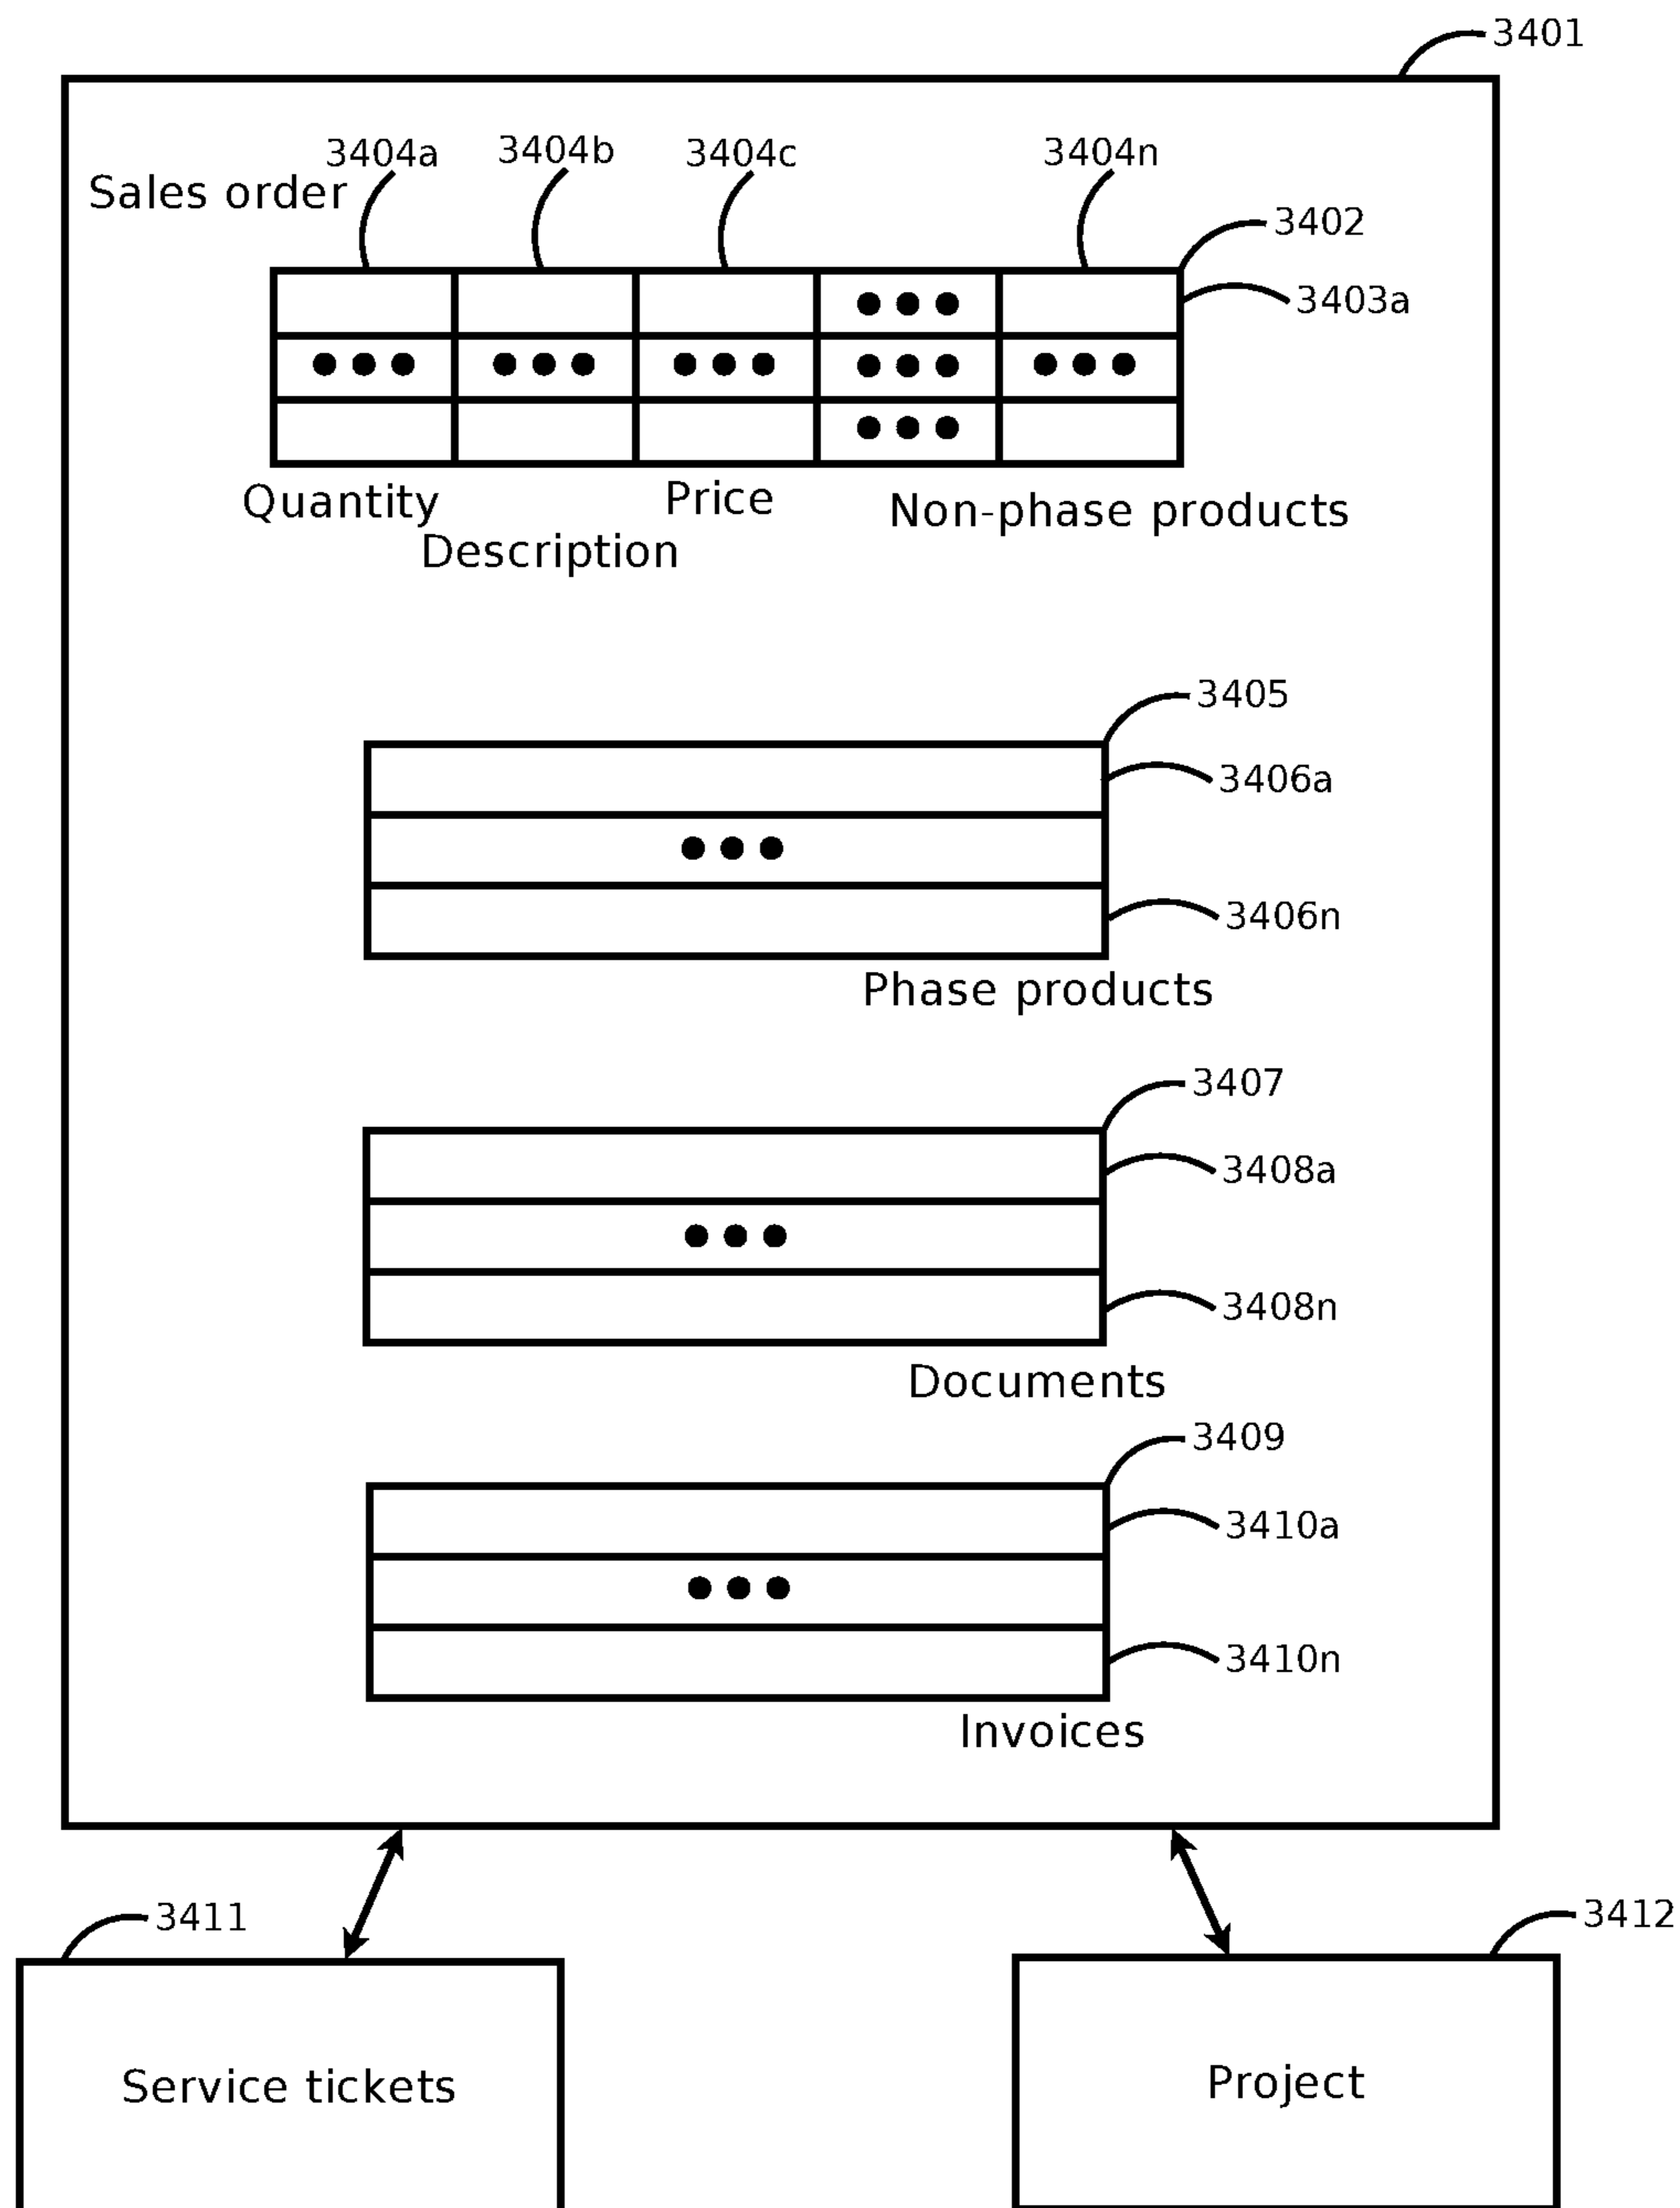 3401
3404a 3404b 3404c 3404n
Sales order
3402
3403a
Quantity Price Non-phase products
Description
3405
3406a
3406n
Phase products
3407
3408a
3408n
Documents
3409
3410a
3410n
Invoices
3411 3412
Service tickets Project